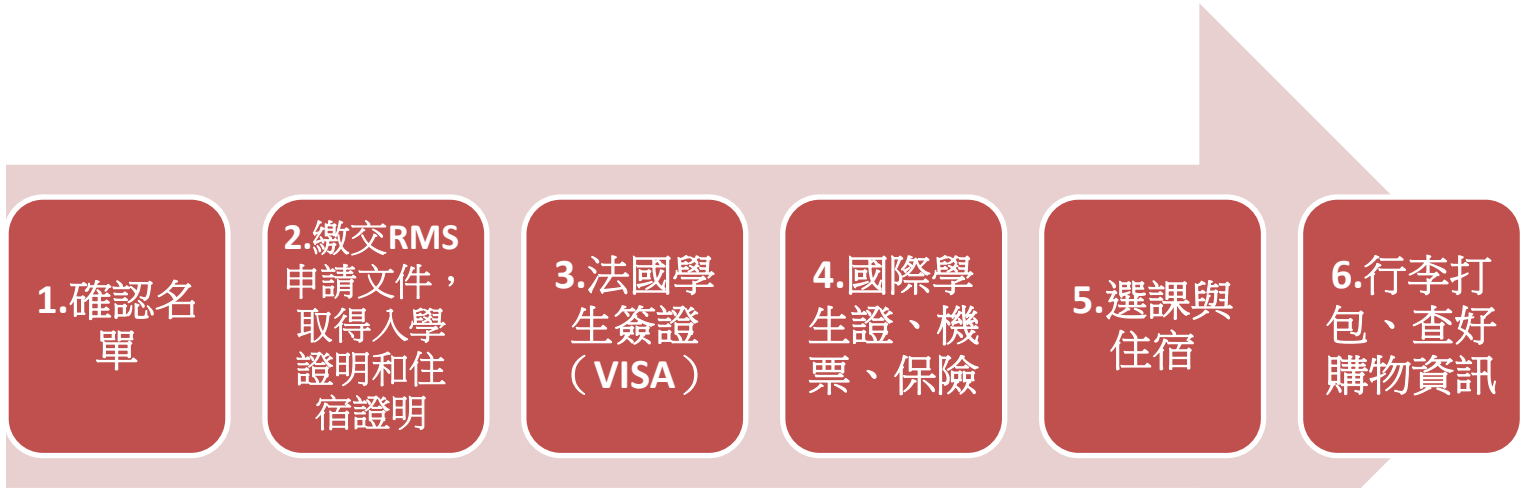 1.確認名
單
2.繳交RMS
申請文件，
取得入學
證明和住
宿證明
3.法國學
生簽證
（VISA）
4.國際學
生證、機
票、保險
5.選課與
住宿
6.行李打
包、查好
購物資訊